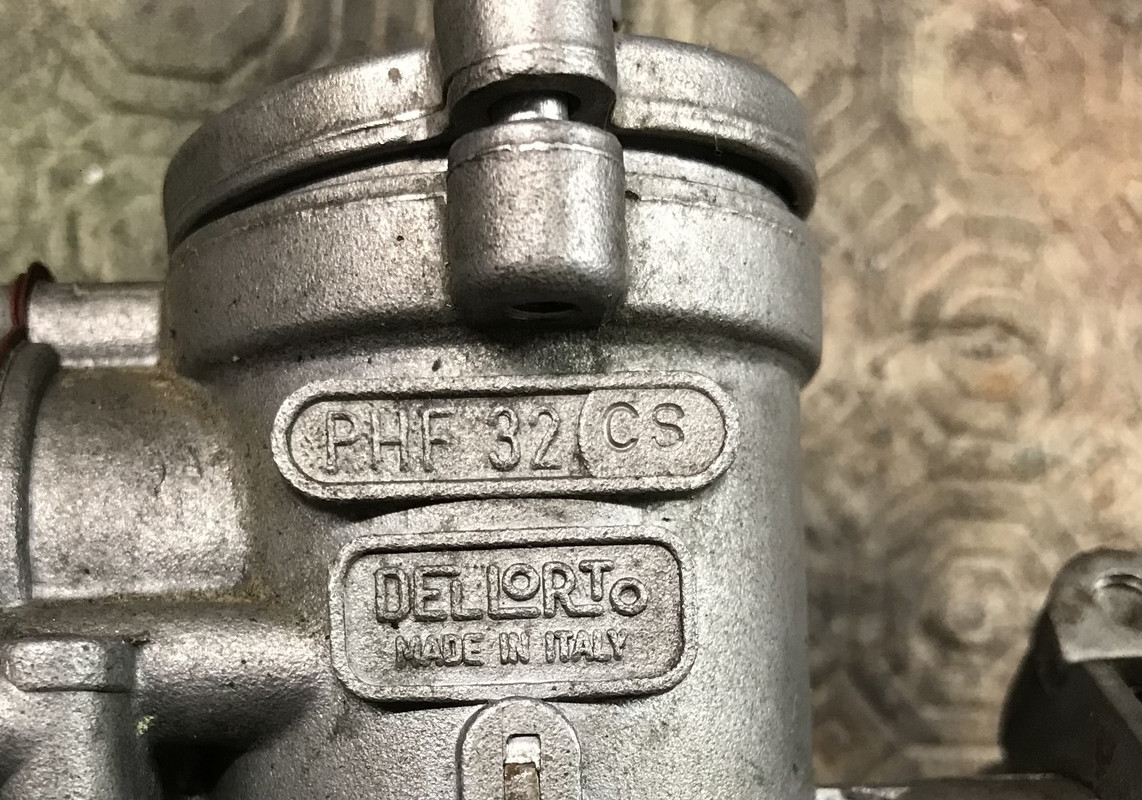 PHF 32 CS
DELLORTO
MADE IN ITALY